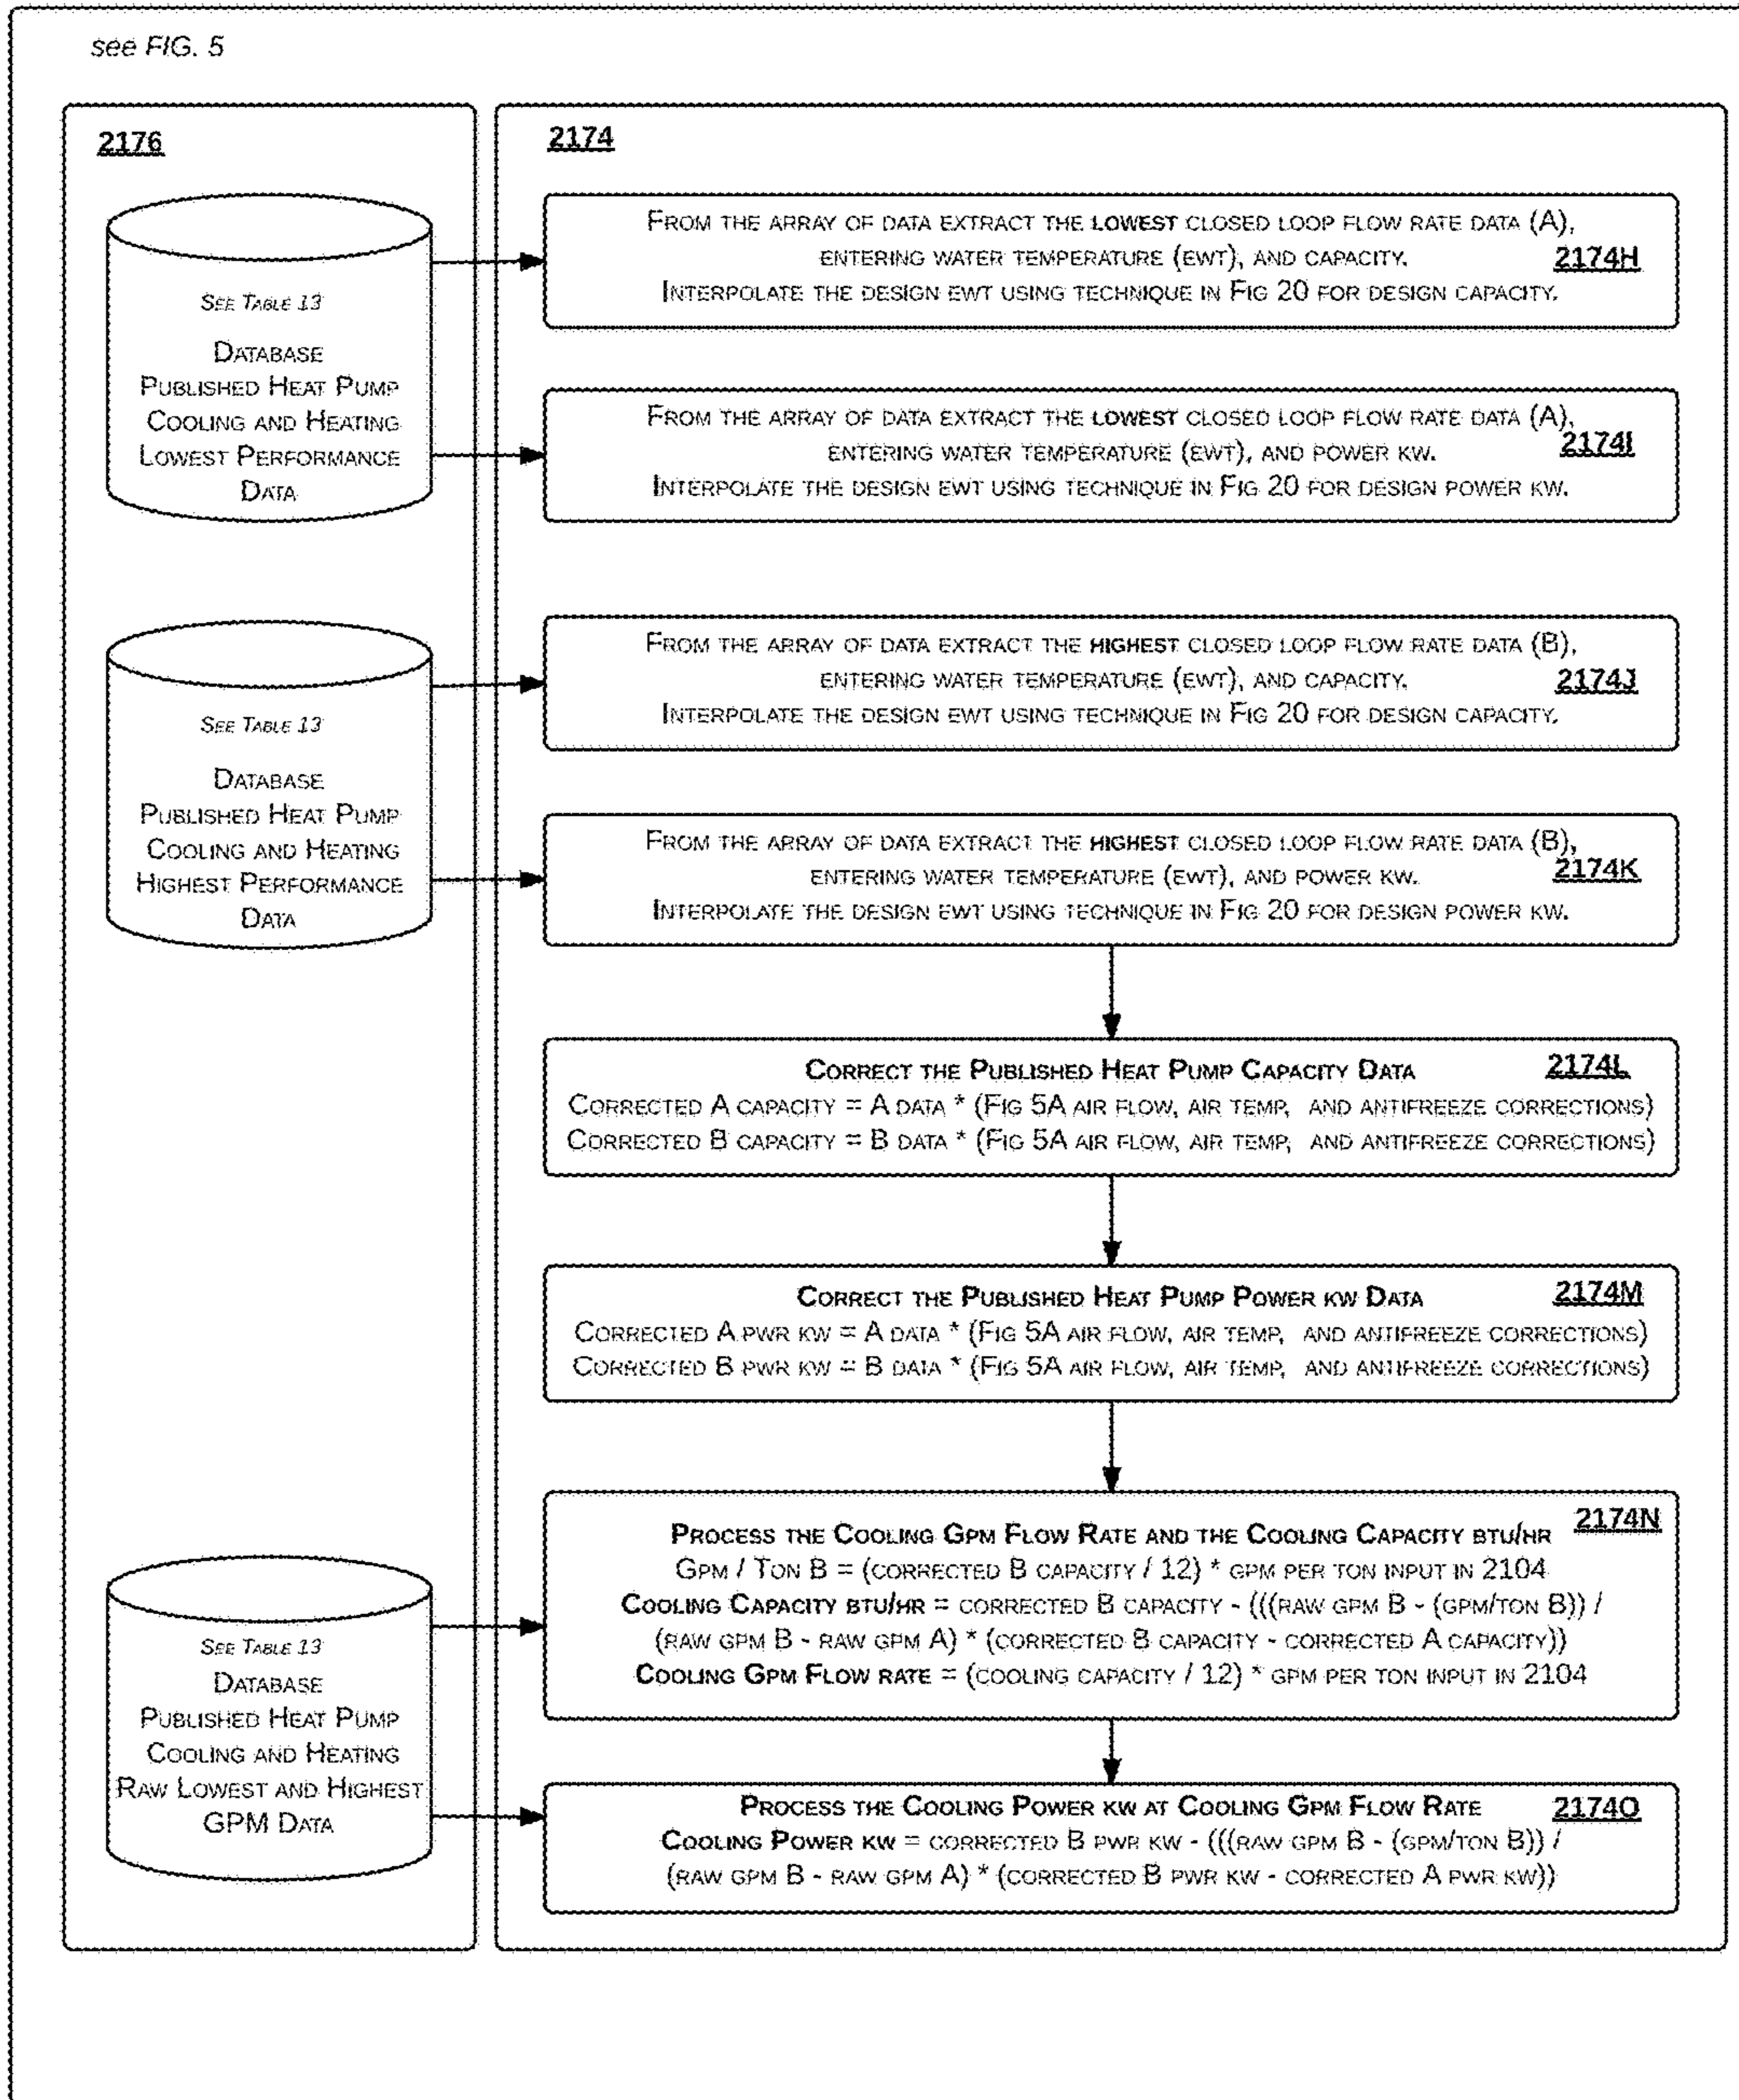 see FIG. 5
2176
SEE TABLE 13
DATABASE
PUBLISHED HEAT PUMP
COOLING AND HEATING
LOWEST PERFORMANCE
DATA
SEE TABLE 13
DATABASE
PUBLISHED HEAT PUMP
COOLING AND HEATING
HIGHEST PERFORMANCE
DATA
SEE TABLE 13
DATABASE
PUBLISHED HEAT PUMP
COOLING AND HEATING
RAW LOWEST AND HIGHEST
GPM DATA
2174
FROM THE ARRAY OF DATA EXTRACT THE LOWEST CLOSED LOOP FLOW RATE DATA (A),
ENTERING WATER TEMPERATURE (EWT), AND CAPACITY. 2174H
INTERPOLATE THE DESIGN EWT USING TECHNIQUE IN FIG 20 FOR DESIGN CAPACITY.
FROM THE ARRAY OF DATA EXTRACT THE LOWEST CLOSED LOOP FLOW RATE DATA (A),
ENTERING WATER TEMPERATURE (EWT), AND POWER KW. 2174I
INTERPOLATE THE DESIGN EWT USING TECHNIQUE IN FIG 20 FOR DESIGN POWER KW.
FROM THE ARRAY OF DATA EXTRACT THE HIGHEST CLOSED LOOP FLOW RATE DATA (B),
ENTERING WATER TEMPERATURE (EWT), AND CAPACITY. 2174J
INTERPOLATE THE DESIGN EWT USING TECHNIQUE IN FIG 20 FOR DESIGN CAPACITY.
FROM THE ARRAY OF DATA EXTRACT THE HIGHEST CLOSED LOOP FLOW RATE DATA (B),
ENTERING WATER TEMPERATURE (EWT), AND POWER KW. 2174K
INTERPOLATE THE DESIGN EWT USING TECHNIQUE IN FIG 20 FOR DESIGN POWER KW.
CORRECT THE PUBLISHED HEAT PUMP CAPACITY DATA 2174L
CORRECTED A CAPACITY = A DATA * (FIG 5A AIR FLOW, AIR TEMP, AND ANTIFREEZE CORRECTIONS)
CORRECTED B CAPACITY = B DATA * (FIG 5A AIR FLOW, AIR TEMP, AND ANTIFREEZE CORRECTIONS)
CORRECT THE PUBLISHED HEAT PUMP POWER KW DATA 2174M
CORRECTED A PWR KW = A DATA * (FIG 5A AIR FLOW, AIR TEMP, AND ANTIFREEZE CORRECTIONS)
CORRECTED B PWR KW = B DATA * (FIG 5A AIR FLOW, AIR TEMP, AND ANTIFREEZE CORRECTIONS)
PROCESS THE COOLING GPM FLOW RATE AND THE COOLING CAPACITY BTU/HR 2174N
GPM / TON B = (CORRECTED B CAPACITY / 12) * GPM PER TON INPUT IN 2104
COOLING CAPACITY BTU/HR = CORRECTED B CAPACITY - (((RAW GPM B - (GPM/TON B)) /
(RAW GPM B - RAW GPM A) * (CORRECTED B CAPACITY - CORRECTED A CAPACITY))
COOLING GPM FLOW RATE = (COOLING CAPACITY / 12) * GPM PER TON INPUT IN 2104
PROCESS THE COOLING POWER KW AT COOLING GPM FLOW RATE 2174O
COOLING POWER KW = CORRECTED B PWR KW - (((RAW GPM B - (GPM/TON B)) /
(RAW GPM B - RAW GPM A) * (CORRECTED B PWR KW - CORRECTED A PWR KW))